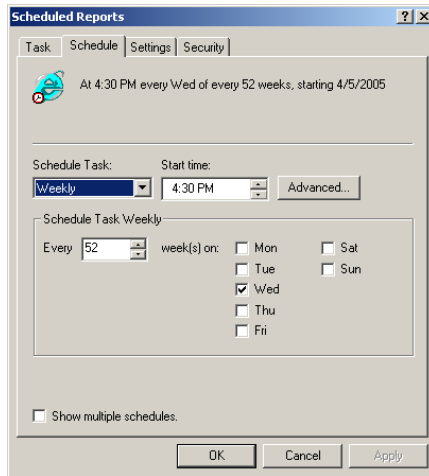 Scheduled Reports
Task Schedule Settings Security
At 4:30 PM every Wed of every 52 weeks, starting 4/5/2005
Schedule Task: Start time:
Weekly 4:30 PM Advanced...
Schedule Task Weekly
Every 52 week(s) on: Mon Sat
Tue Sun
Wed
Thu
Fri
Show multiple schedules.
OK Cancel Apply